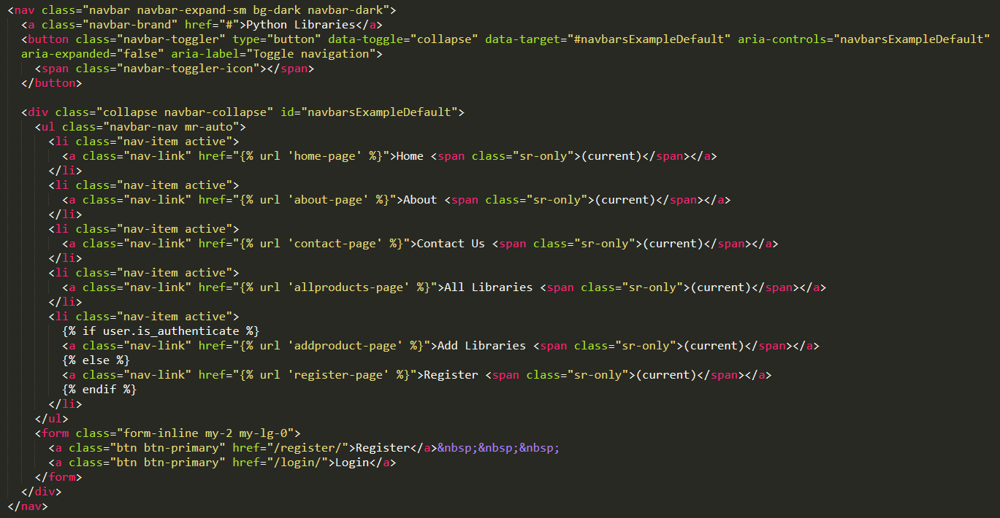 <nav class="navbar navbar-expand-sm bg-dark navbar-dark">
<a class="navbar-brand" href="#">Python Libraries</a>
<button class="navbar-toggler" type="button" data-toggle="collapse" data-target="#navbarsExampleDefault" aria-controls="navbarsExampleDefault"
aria-expanded="false" aria-label="Toggle navigation">
<span class="navbar-toggler-icon"></span>
</button>
<div class="collapse navbar-collapse" id="navbarsExampleDefault">
<ul class="navbar-nav mr-auto">
<li class="nav-item active">
<a class="nav-link" href="{% url 'home-page' %}">Home <span class="sr-only">(current)</span></a>
</li>
<li class="nav-item active">
<a class="nav-link" href="{% url 'about-page' %}">About <span class="sr-only">(current)</span></a>
</li>
<li class="nav-item active">
<a class="nav-link" href="{% url 'contact-page' %}">Contact Us <span class="sr-only">(current)</span></a>
</li>
<li class="nav-item active">
<a class="nav-link" href="{% url 'allproducts-page' %}">All Libraries <span class="sr-only">(current)</span></a>
</li>
<li class="nav-item active">
{% if user.is_authenticate %}
<a class="nav-link" href="{% url 'addproduct-page' %}">Add Libraries <span class="sr-only">(current)</span></a>
{% else %}
<a class="nav-link" href="{% url 'register-page' %}">Register <span class="sr-only">(current)</span></a>
{% endif %}
</li>
</ul>
<form class="form-inline my-2 my-lg-0">
<a class="btn btn-primary" href="/register/">Register</a>&nbsp;&nbsp;&nbsp;
<a class="btn btn-primary" href="/login/">Login</a>
</form>
</div>
</nav>